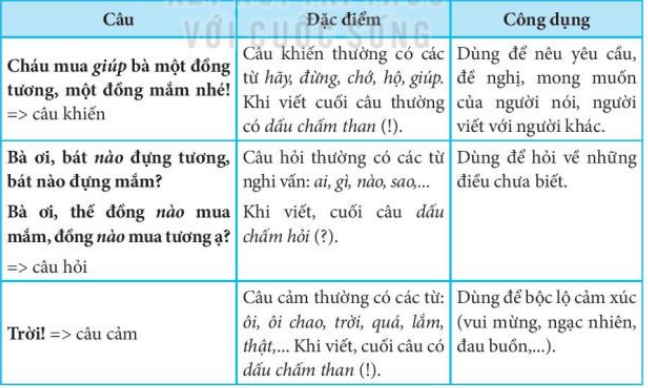 KẾT NỐI TRI THỨC
VỚI CUỘC SỐNG
Câu
Đặc điểm
Công dụng
Cháu mua giúp bà một đồng
tương, một đồng mắm nhé!
=> câu khiến
Câu khiến thường có các
từ hãy, đừng, chớ, hộ, giúp.
Khi viết cuối câu thường
có dấu chấm than (!).
Dùng để nêu yêu cầu,
đề nghị, mong muốn
của người nói, người
viết với người khác.
Bà ơi, bát nào đựng tương,
bát nào đựng mắm?
Bà ơi, thế đồng nào mua
mắm, đồng nào mua tương ạ?
=> câu hỏi
Câu hỏi thường có các từ
nghi vấn: ai, gì, nào, sao,...
Khi viết, cuối câu dấu
chấm hỏi (?).
Dùng để hỏi về những
điều chưa biết.
Trời! => câu cảm
Câu cảm thường có các từ:
ôi, ôi chao, trời, quá, lắm,
thật,... Khi viết, cuối câu có
dấu chấm than (!).
Dùng để bộc lộ cảm xúc
(vui mừng, ngạc nhiên,
đau buồn,...).